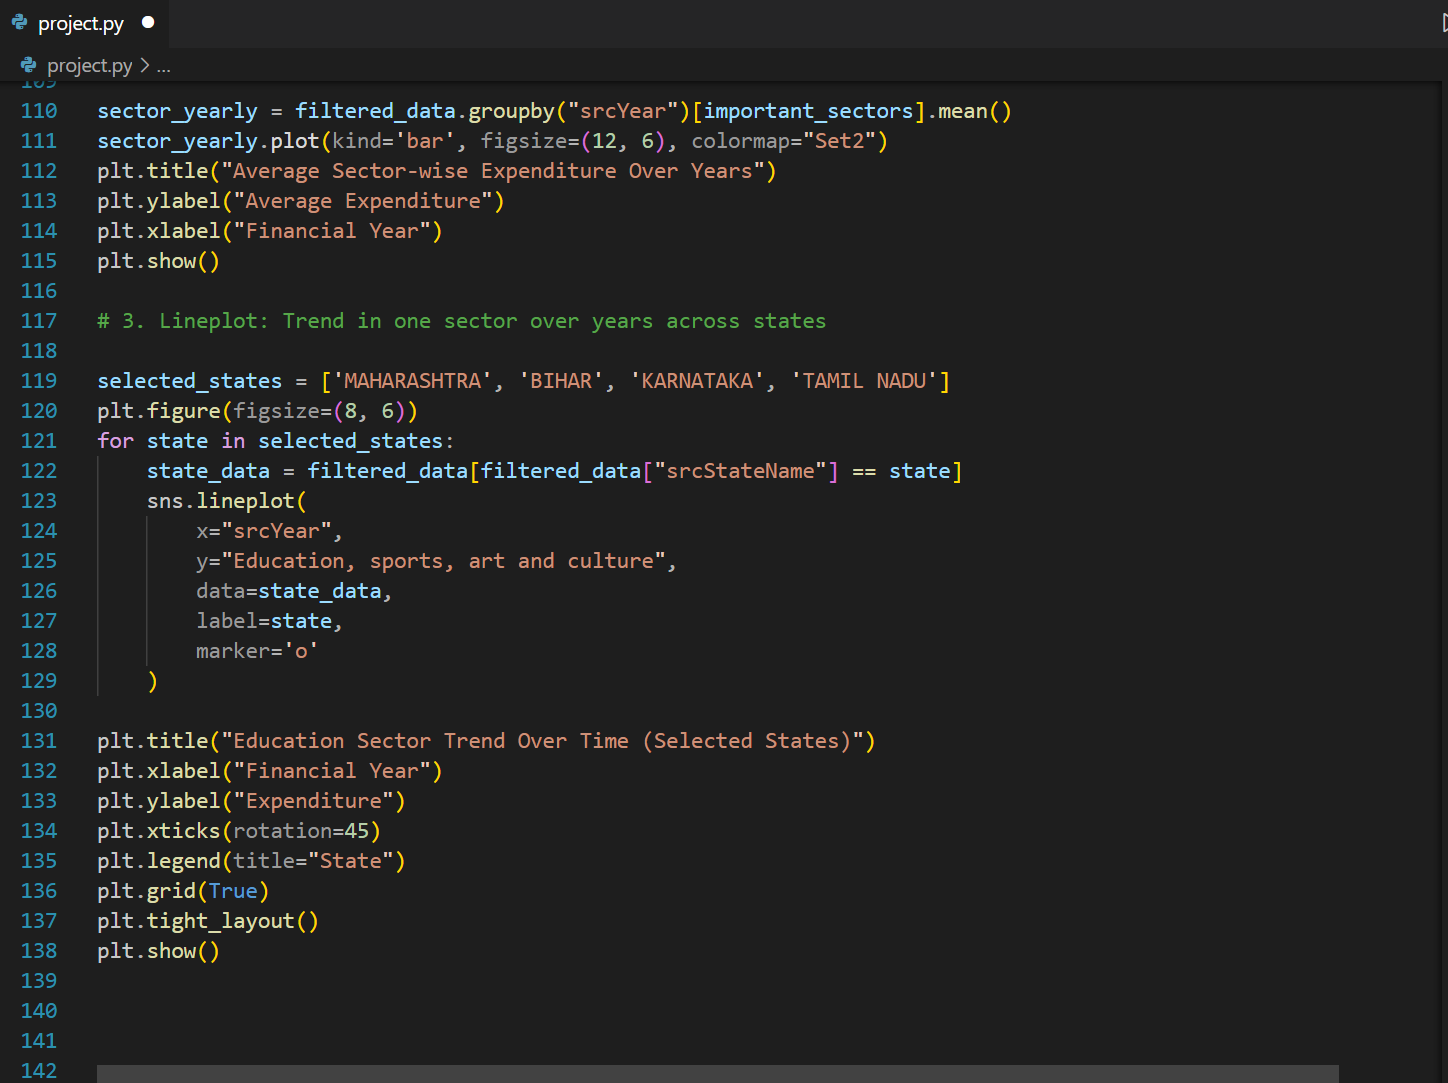 project.py
project.py > ...
109
110 sector_yearly = filtered_data.groupby("srcYear")[important_sectors].mean()
111 sector_yearly.plot(kind='bar', figsize=(12, 6), colormap="Set2")
112 plt.title("Average Sector-wise Expenditure Over Years")
113 plt.ylabel("Average Expenditure")
114 plt.xlabel("Financial Year")
115 plt.show()
116
117 # 3. Lineplot: Trend in one sector over years across states
118
119 selected_states = ['MAHARASHTRA', 'BIHAR', 'KARNATAKA', 'TAMIL NADU']
120 plt.figure(figsize=(8, 6))
121 for state in selected_states:
122     state_data = filtered_data[filtered_data["srcStateName"] == state]
123     sns.lineplot(
124         x="srcYear",
125         y="Education, sports, art and culture",
126         data=state_data,
127         label=state,
128         marker='o'
129     )
130
131 plt.title("Education Sector Trend Over Time (Selected States)")
132 plt.xlabel("Financial Year")
133 plt.ylabel("Expenditure")
134 plt.xticks(rotation=45)
135 plt.legend(title="State")
136 plt.grid(True)
137 plt.tight_layout()
138 plt.show()
139
140
141
142